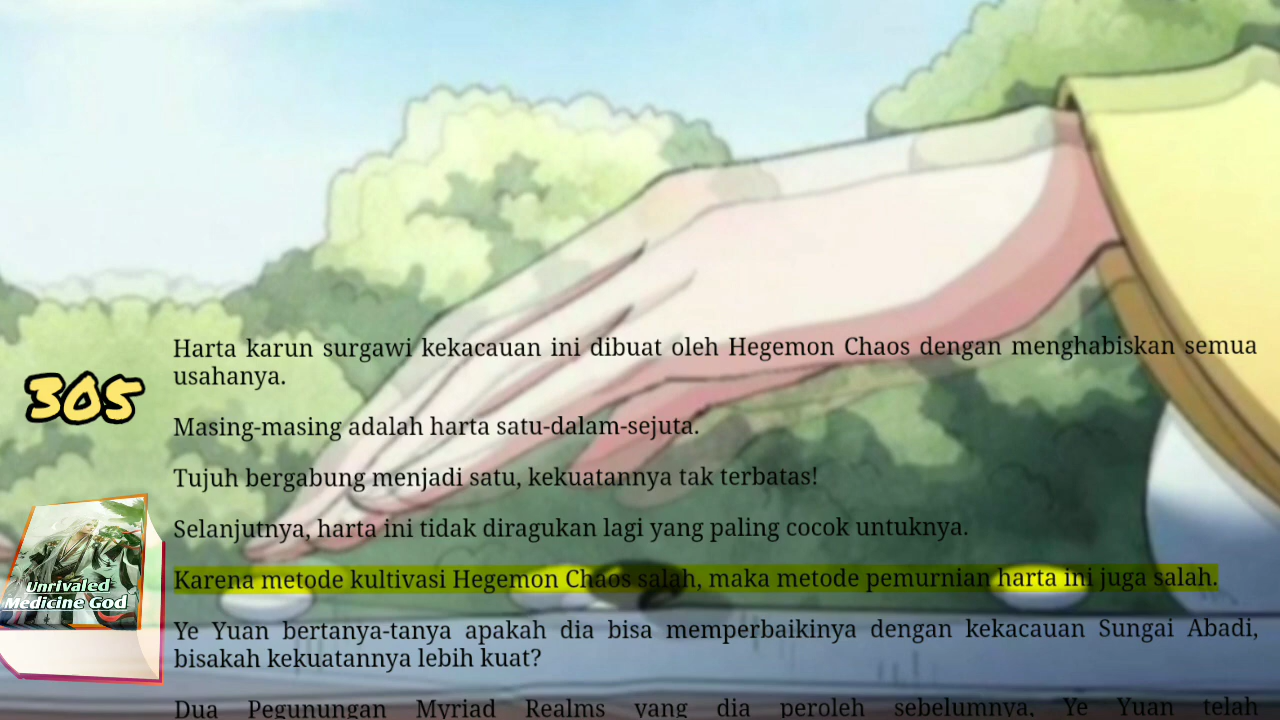 Harta karun surgawi kekacauan ini dibuat oleh Hegemon Chaos dengan menghabiskan semua
usahanya.
305
Masing-masing adalah harta satu-dalam-sejuta.
Tujuh bergabung menjadi satu, kekuatannya tak terbatas!
Selanjutnya, harta ini tidak diragukan lagi yang paling cocok untuknya.
Karena metode kultivasi Hegemon Chaos salah, maka metode pemurnian harta ini juga salah.
Unrivaled
Medicine God
Ye Yuan bertanya-tanya apakah dia bisa memperbaikinya dengan kekacauan Sungai Abadi,
bisakah kekuatannya lebih kuat?
Dua Pegunungan Myriad Realms yang dia peroleh sebelumnya, Ye Yuan telah